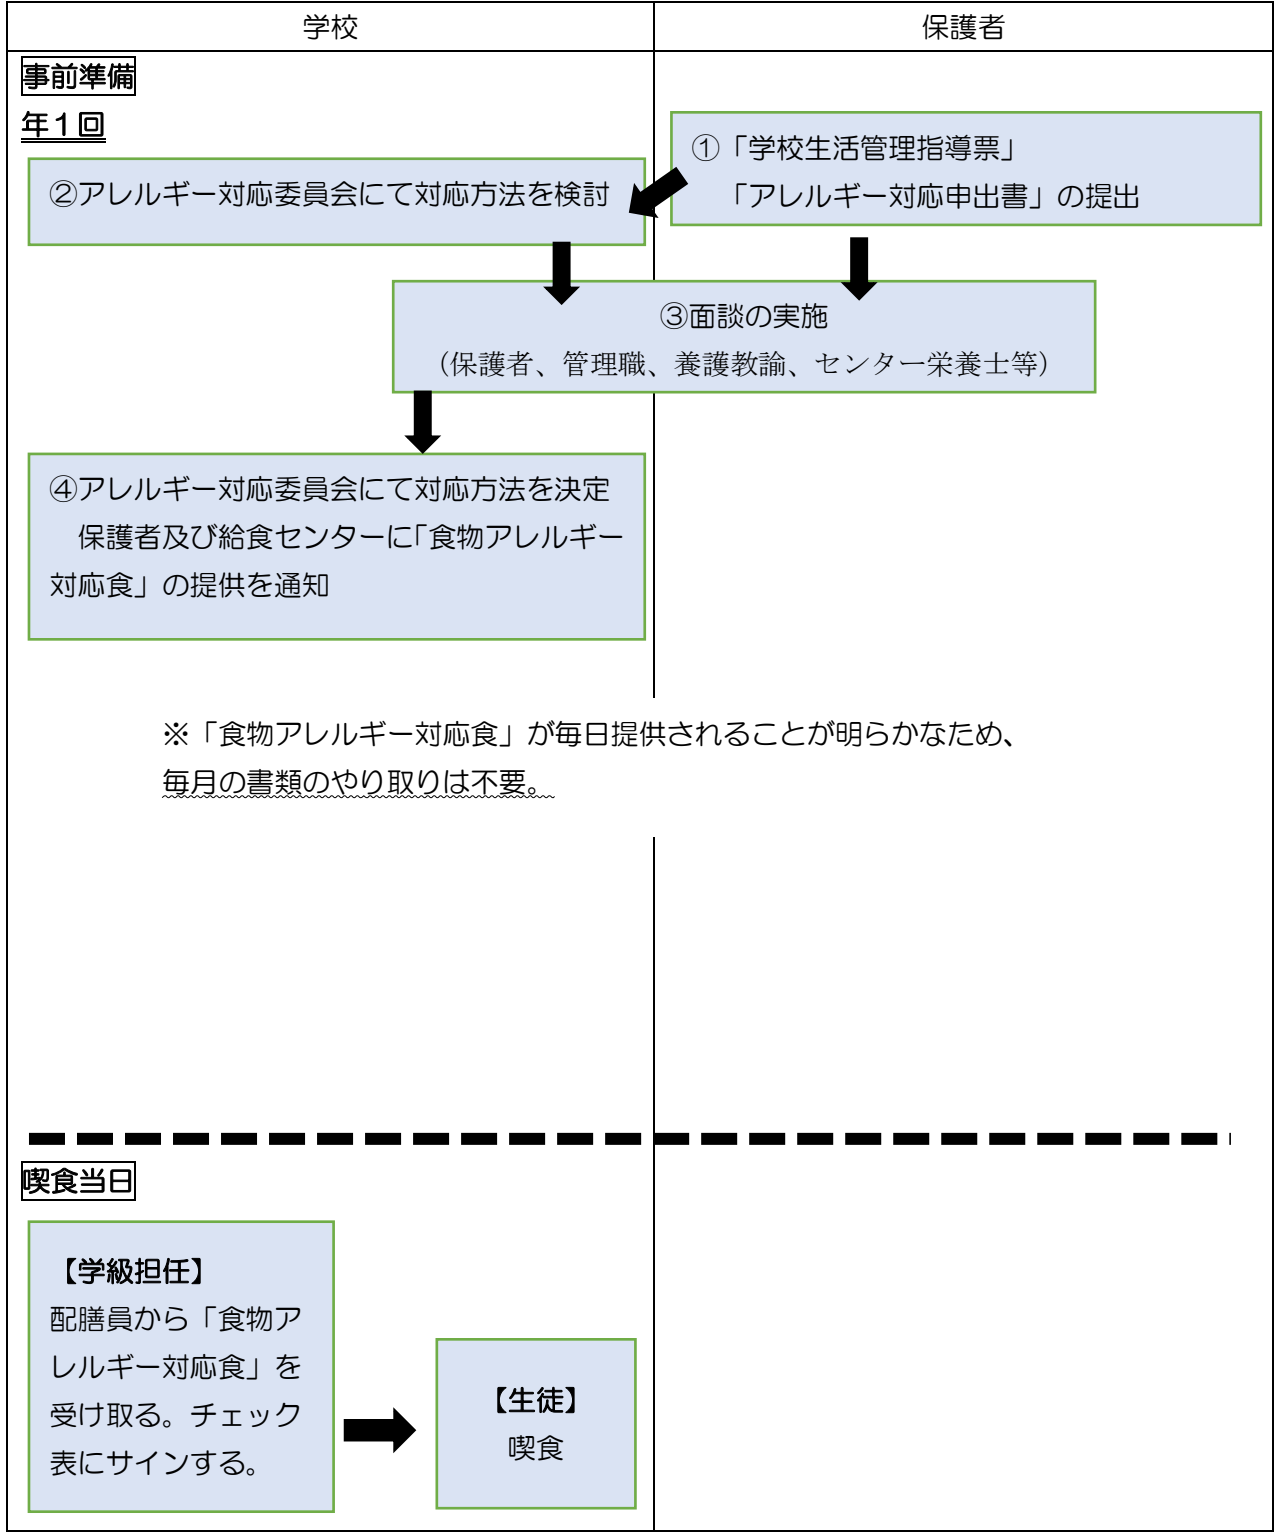 学校
保護者
事前準備
年1回
①「学校生活管理指導票」
「アレルギー対応申出書」の提出
②アレルギー対応委員会にて対応方法を検討
③面談の実施
（保護者、管理職、養護教諭、センター栄養士等）
④アレルギー対応委員会にて対応方法を決定
保護者及び給食センターに「食物アレルギー
対応食」の提供を通知
※「食物アレルギー対応食」が毎日提供されることが明らかなため、
毎月の書類のやり取りは不要。
喫食当日
【学級担任】
配膳員から「食物ア
レルギー対応食」を
受け取る。チェック
表にサインする。
【生徒】
喫食